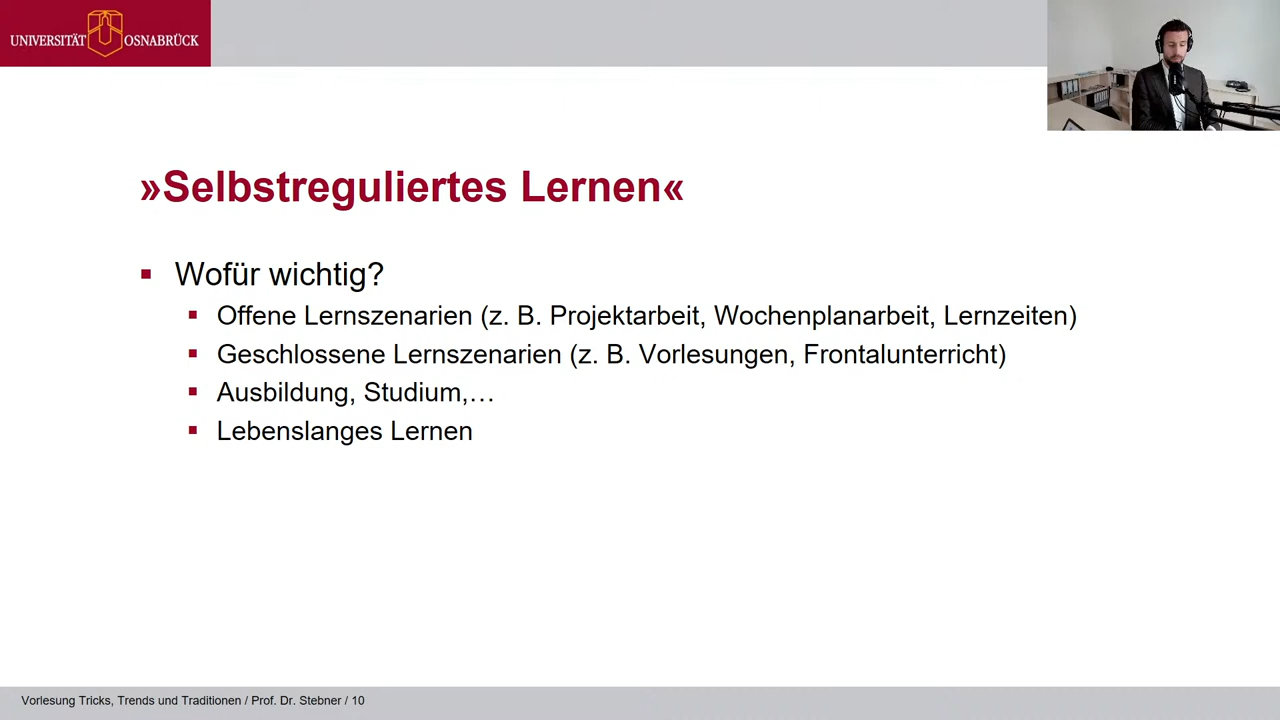 UNIVERSITÄT OSNABRÜCK
»Selbstreguliertes Lernen«
Wofür wichtig?
Offene Lernszenarien (z. B. Projektarbeit, Wochenplanarbeit, Lernzeiten)
Geschlossene Lernszenarien (z. B. Vorlesungen, Frontalunterricht)
Ausbildung, Studium,…
Lebenslanges Lernen
Vorlesung Tricks, Trends und Traditionen / Prof. Dr. Stebner / 10